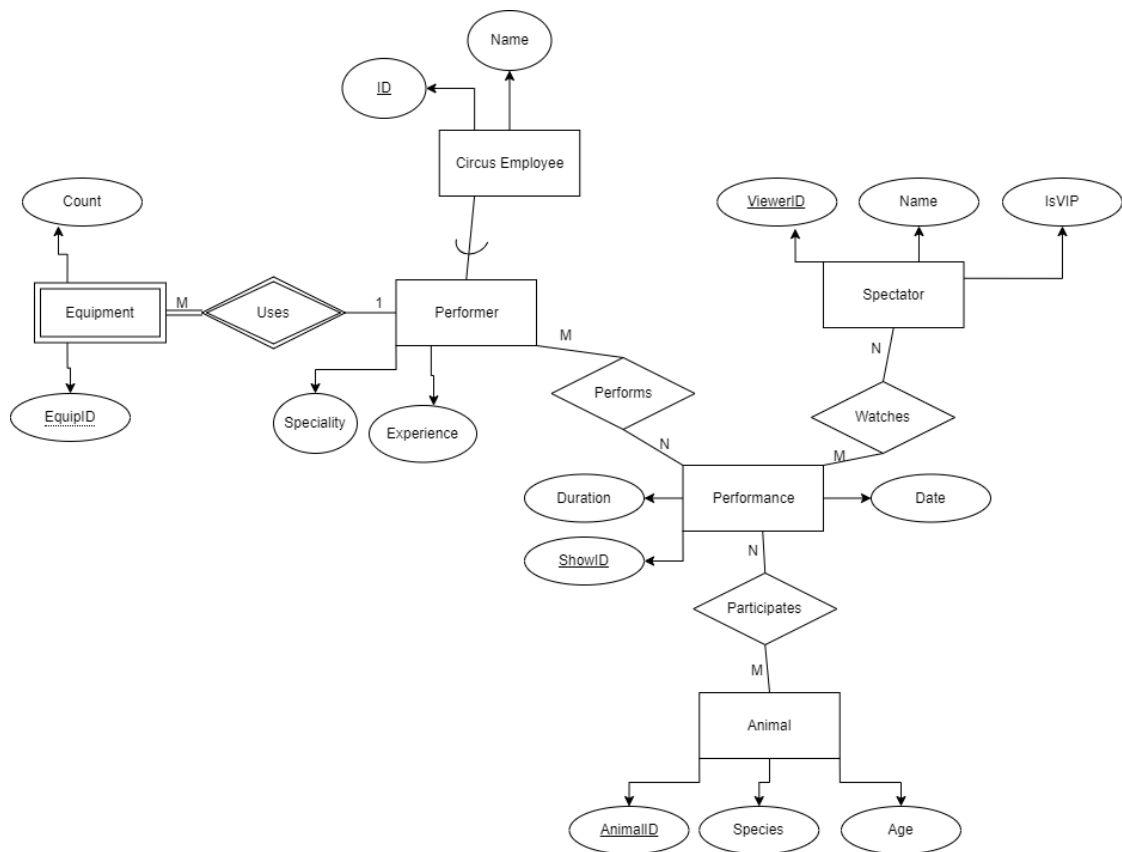 Name
ID
Circus Employee
Count
ViewerID
Name
IsVIP
Equipment
M
Uses
1
Performer
Spectator
M
N
EquipID
Speciality
Experience
Performs
Watches
N
M
Duration
Performance
Date
ShowID
N
Participates
M
Animal
AnimalID
Species
Age